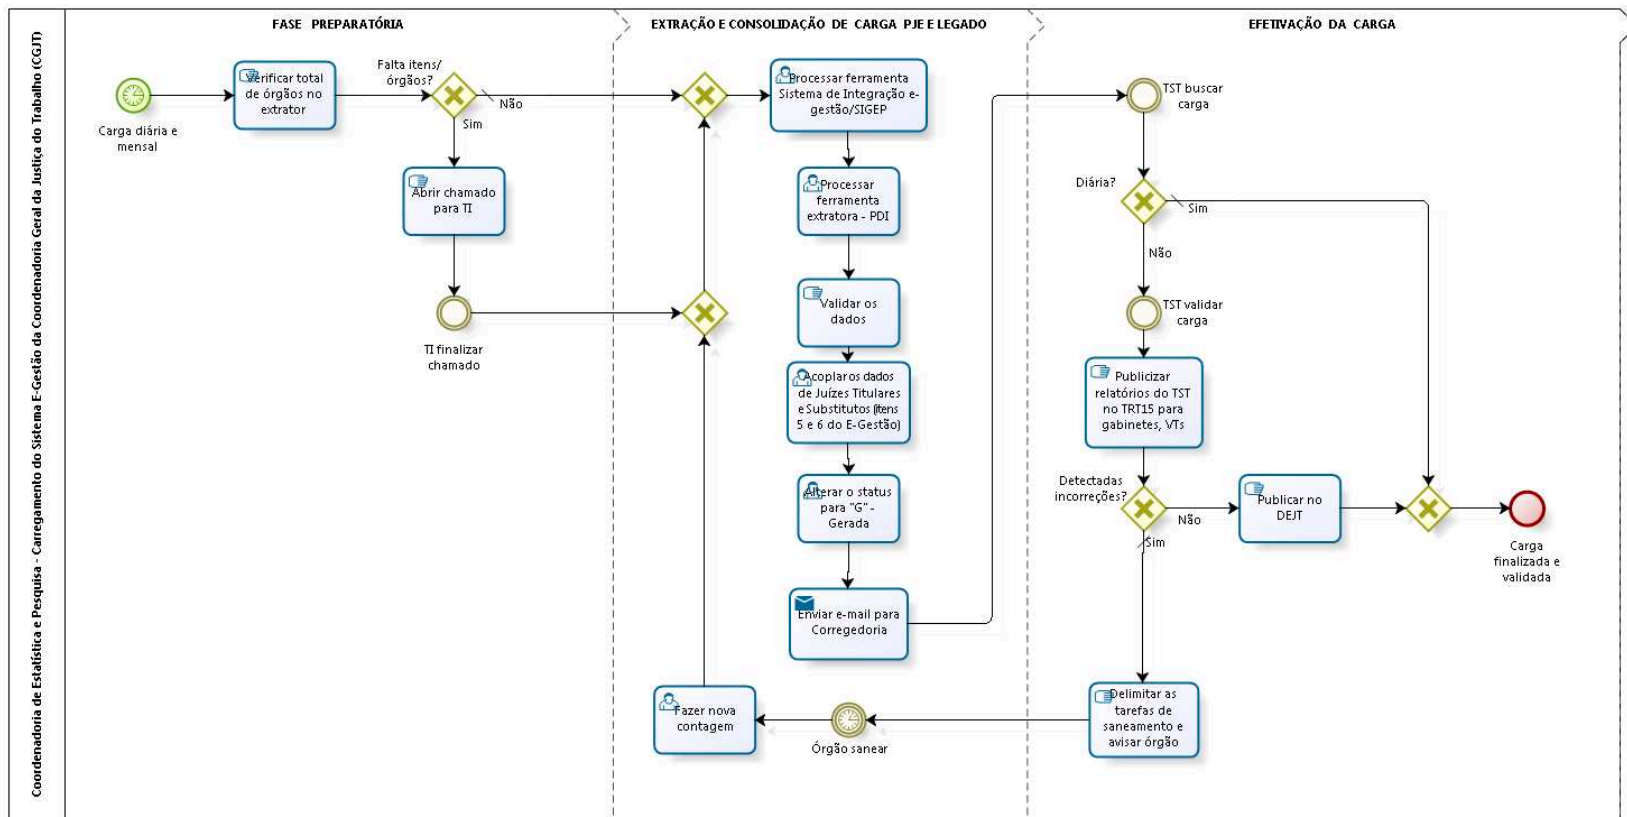 Coordenadoria de Estatística e Pesquisa - Carregamento do Sistema E-Gestão da Coordenadoria Geral da Justiça do Trabalho (CGJT)
FASE PREPARATÓRIA
Carga diária e
mensal
Verificar total
de órgãos no
extrator
Falta itens/
órgãos?
Não
Sim
Abrir chamado
para TI
TI finalizar
chamado
EXTRAÇÃO E CONSOLIDAÇÃO DE CARGA PJE E LEGADO
Processar ferramenta
Sistema de Integração e-
gestão/SIGEP
Processar
ferramenta
extratora - PDI
Validar os
dados
Acoplar os dados
de Juízes Titulares
e Substitutos (itens
5 e 6 do E-Gestão)
Alterar o status
para "G" -
Gerada
Enviar e-mail para
Corregedoria
Fazer nova
contagem
Órgão sanear
EFETIVAÇÃO DA CARGA
TST buscar
carga
Diária?
Sim
Não
TST validar
carga
Publicizar
relatórios do TST
no TRT15 para
gabinetes, VTs
Detectadas
incorreções?
Não
Sim
Publicar no
DEJT
Carga
finalizada e
validada
Delimitar as
tarefas de
saneamento e
avisar órgão